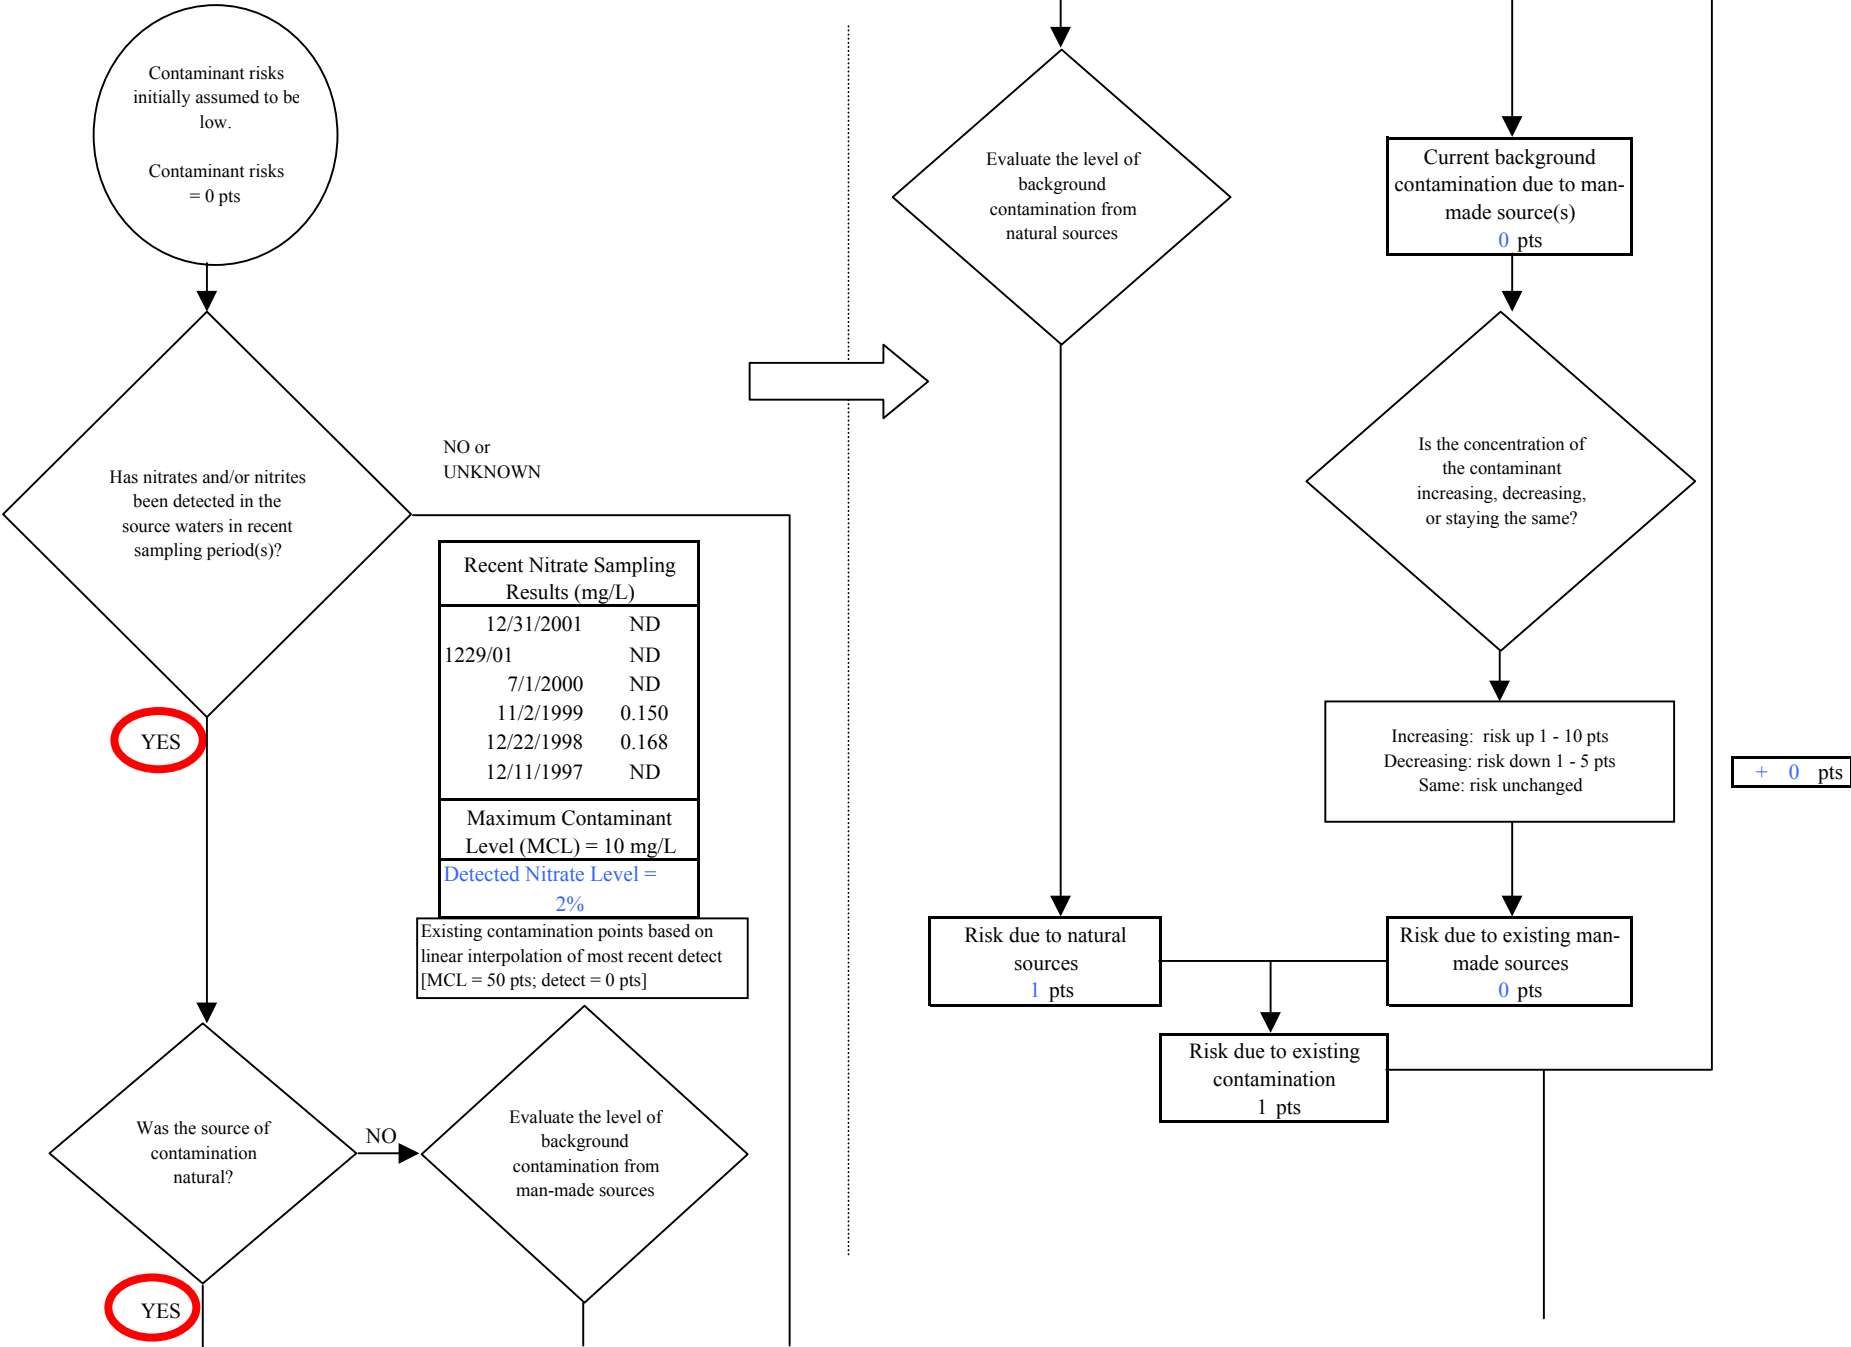 Contaminant risks
initially assumed to be
low.
Contaminant risks
= 0 pts
Has nitrates and/or nitrites
been detected in the
source waters in recent
sampling period(s)?
NO or
UNKNOWN
YES
Recent Nitrate Sampling
Results (mg/L)
12/31/2001 ND
1229/01 ND
7/1/2000 ND
11/2/1999 0.150
12/22/1998 0.168
12/11/1997 ND
Maximum Contaminant
Level (MCL) = 10 mg/L
Detected Nitrate Level =
2%
Existing contamination points based on
linear interpolation of most recent detect
[MCL = 50 pts; detect = 0 pts]
Was the source of
contamination
natural?
NO
YES
Evaluate the level of
background
contamination from
man-made sources
Evaluate the level of
background
contamination from
natural sources
Current background
contamination due to man-
made source(s)
0 pts
Is the concentration of
the contaminant
increasing, decreasing,
or staying the same?
Increasing: risk up 1 - 10 pts
Decreasing: risk down 1 - 5 pts
Same: risk unchanged
+ 0 pts
Risk due to natural
sources
1 pts
Risk due to existing man-
made sources
0 pts
Risk due to existing
contamination
1 pts